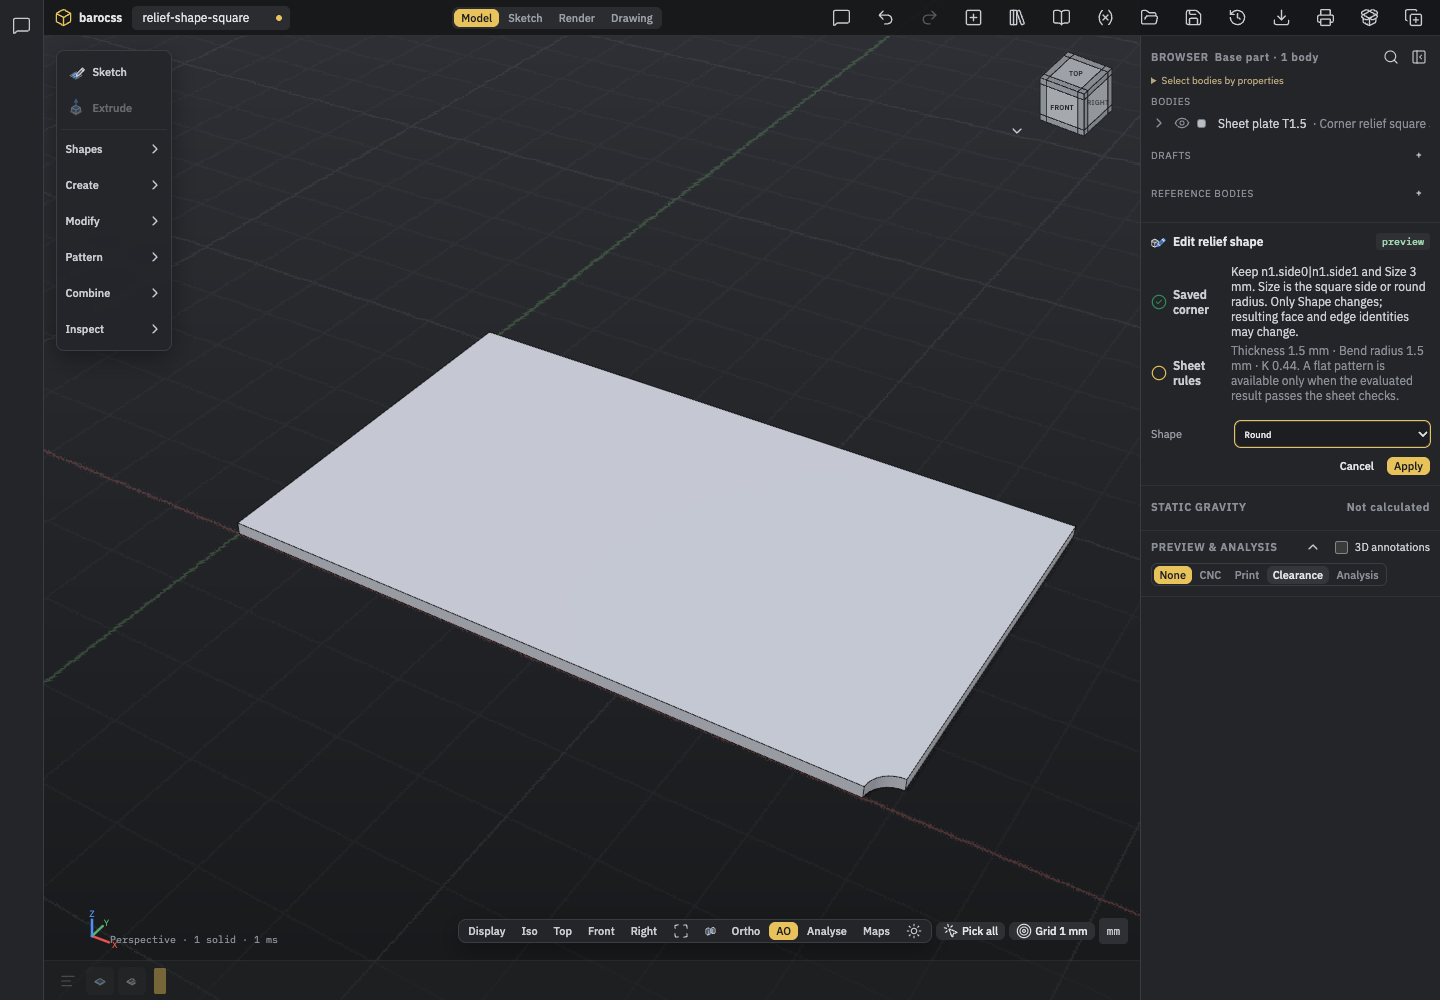 barocss
relief-shape-square
Model
Sketch
Render
Drawing
Sketch
Extrude
Shapes
Create
Modify
Pattern
Combine
Inspect
TOP
FRONT
RIGHT
BROWSER Base part · 1 body
Select bodies by properties
BODIES
Sheet plate T1.5 · Corner relief square
DRAFTS
REFERENCE BODIES
Edit relief shape
preview
Saved corner
Keep n1.side0|n1.side1 and Size 3
mm. Size is the square side or round
radius. Only Shape changes;
resulting face and edge identities
may change.
Sheet rules
Thickness 1.5 mm · Bend radius 1.5
mm · K 0.44. A flat pattern is
available only when the evaluated
result passes the sheet checks.
Shape
Round
Cancel
Apply
STATIC GRAVITY
Not calculated
PREVIEW & ANALYSIS
3D annotations
None
CNC
Print
Clearance
Analysis
Z
Y
X
Perspective · 1 solid · 1 ms
Display
Iso
Top
Front
Right
Ortho
AO
Analyse
Maps
Pick all
Grid 1 mm
mm